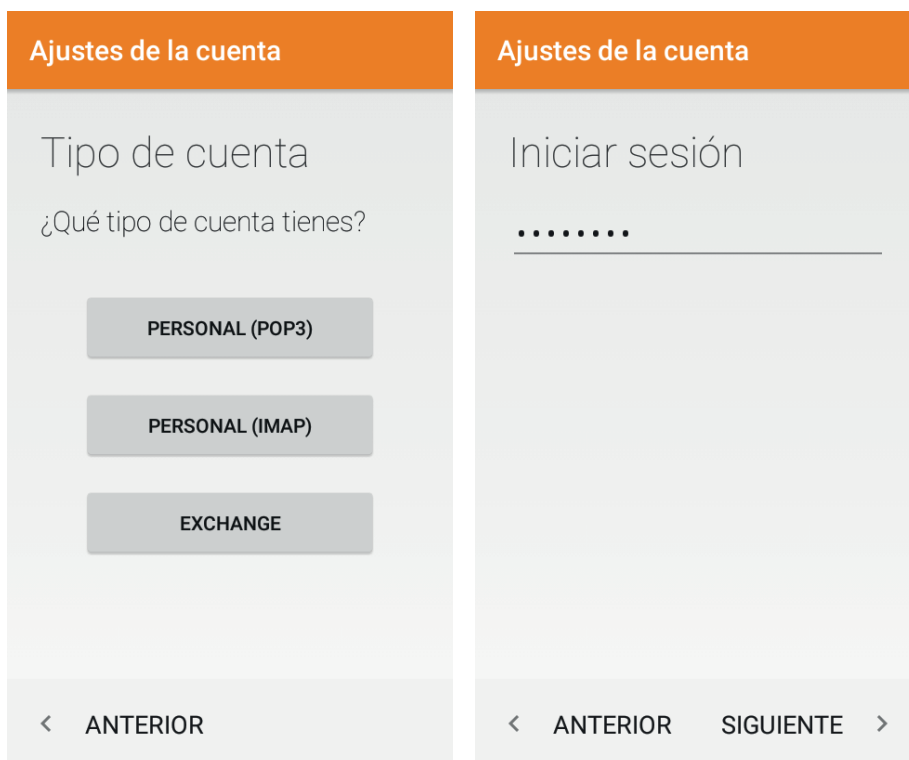 Ajustes de la cuenta
Tipo de cuenta
¿Qué tipo de cuenta tienes?
PERSONAL (POP3)
PERSONAL (IMAP)
EXCHANGE
ANTERIOR
Ajustes de la cuenta
Iniciar sesión
........
ANTERIOR SIGUIENTE